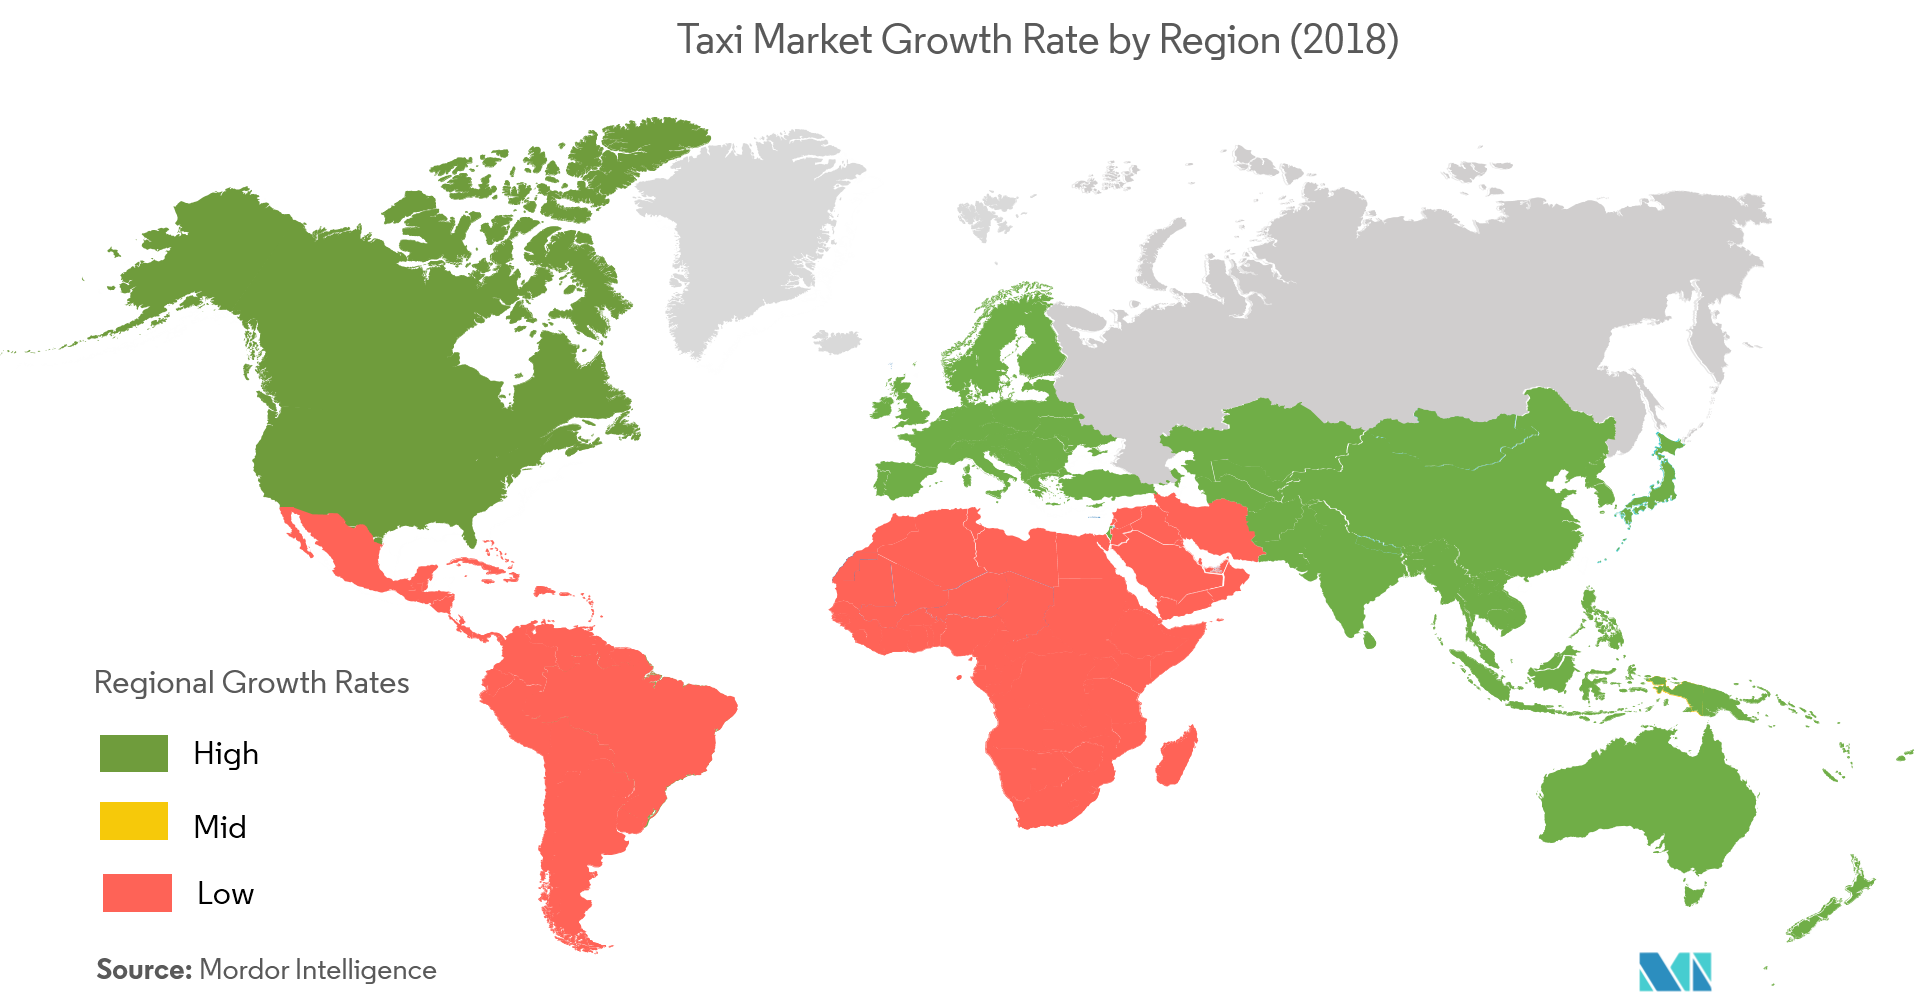 Taxi Market Growth Rate by Region (2018)
Regional Growth Rates
High
Mid
Low
Source: Mordor Intelligence